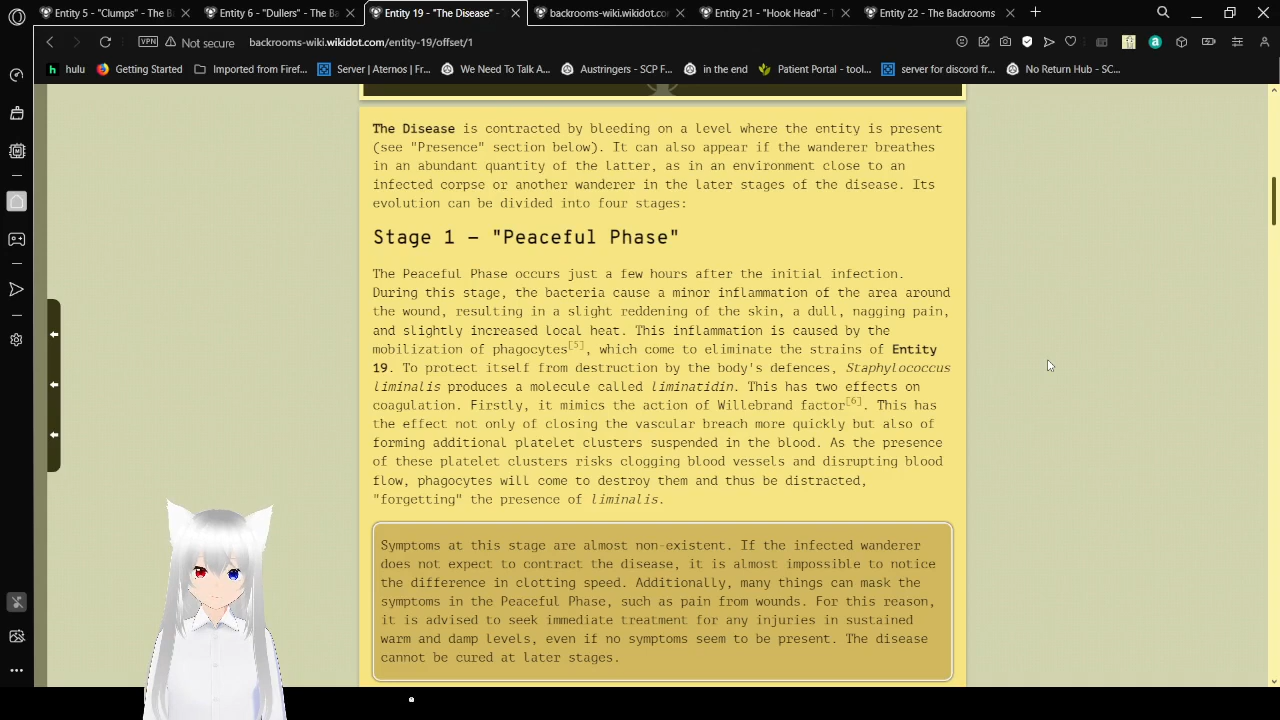 Entity 5 - "Clumps" - The B
Entity 6 - "Dullers" - The Ba
Entity 19 - "The Disease" -
backrooms-wiki.wikidot.co
Entity 21 - "Hook Head" - T
Entity 22 - The Backrooms
VPN Not secure backrooms-wiki.wikidot.com/entity-19/offset/1
hulu Getting Started Imported from Firef... Server | Aternos | Fr... We Need To Talk A... Austringers - SCP F... in the end Patient Portal - tool... server for discord fr... No Return Hub - SC...
The Disease is contracted by bleeding on a level where the entity is present
(see "Presence" section below). It can also appear if the wanderer breathes
in an abundant quantity of the latter, as in an environment close to an
infected corpse or another wanderer in the later stages of the disease. Its
evolution can be divided into four stages:
Stage 1 - "Peaceful Phase"
The Peaceful Phase occurs just a few hours after the initial infection.
During this stage, the bacteria cause a minor inflammation of the area around
the wound, resulting in a slight reddening of the skin, a dull, nagging pain,
and slightly increased local heat. This inflammation is caused by the
mobilization of phagocytes[5], which come to eliminate the strains of Entity
19. To protect itself from destruction by the body's defences, Staphylococcus
liminalis produces a molecule called liminatidin. This has two effects on
coagulation. Firstly, it mimics the action of Willebrand factor[6]. This has
the effect not only of closing the vascular breach more quickly but also of
forming additional platelet clusters suspended in the blood. As the presence
of these platelet clusters risks clogging blood vessels and disrupting blood
flow, phagocytes will come to destroy them and thus be distracted,
"forgetting" the presence of liminalis.
Symptoms at this stage are almost non-existent. If the infected wanderer
does not expect to contract the disease, it is almost impossible to notice
the difference in clotting speed. Additionally, many things can mask the
symptoms in the Peaceful Phase, such as pain from wounds. For this reason,
it is advised to seek immediate treatment for any injuries in sustained
warm and damp levels, even if no symptoms seem to be present. The disease
cannot be cured at later stages.